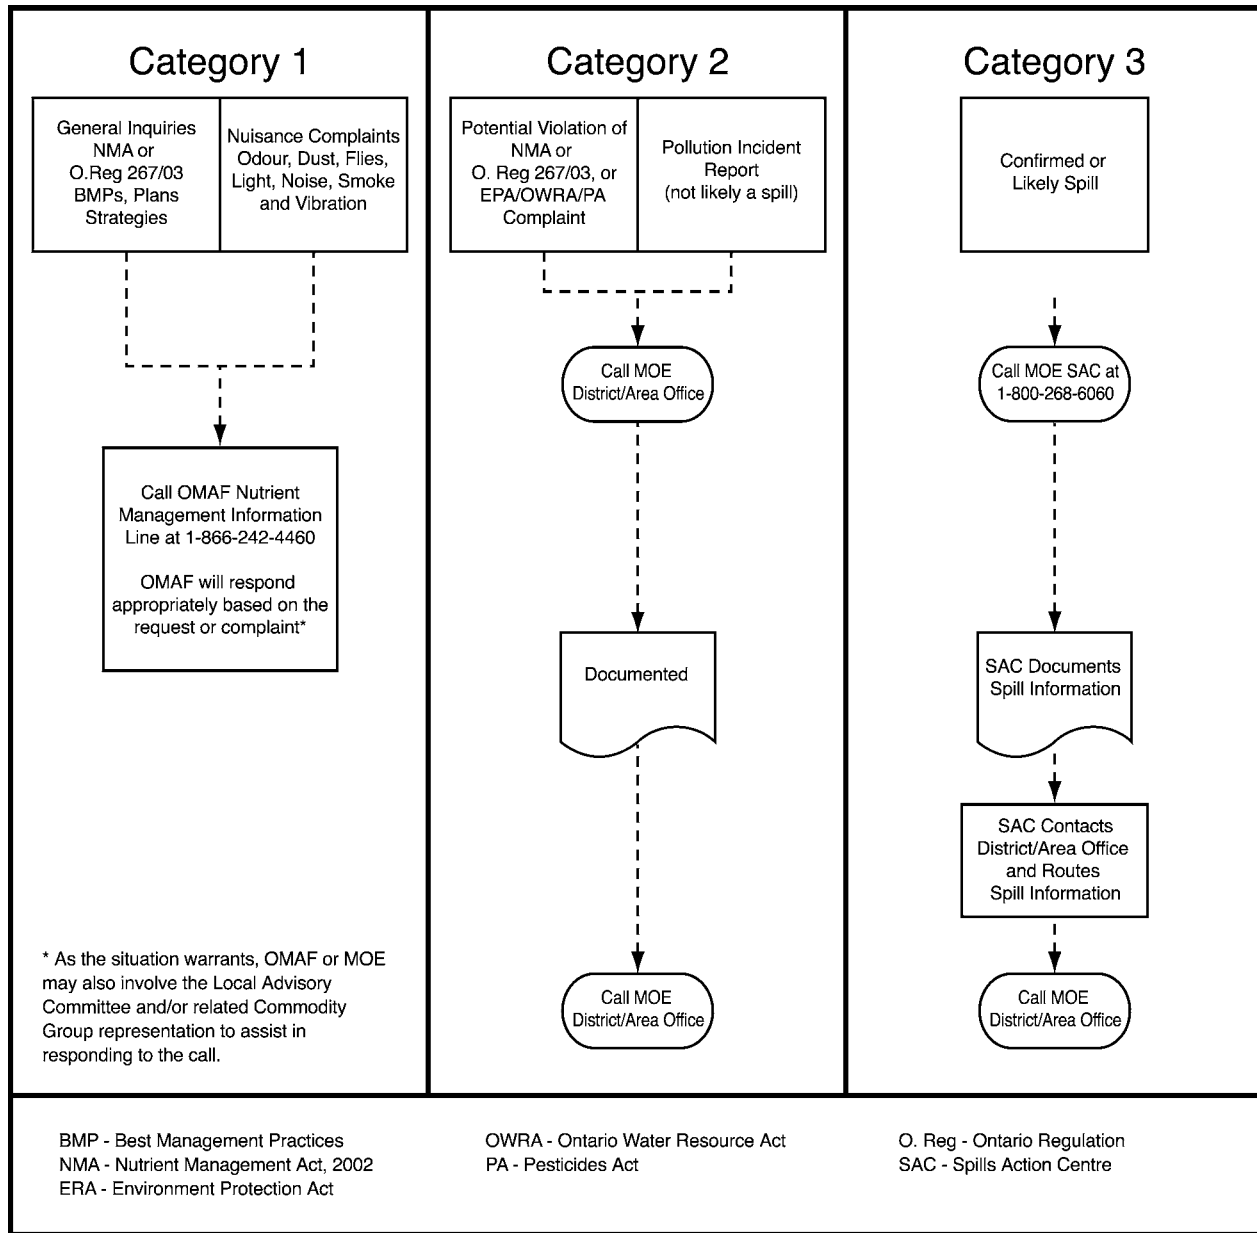 Category 1
General Inquiries
NMA or
O.Reg 267/03
BMPs, Plans
Strategies
Nuisance Complaints
Odour, Dust, Flies,
Light, Noise, Smoke
and Vibration
Call OMAF Nutrient
Management Information
Line at 1-866-242-4460
OMAF will respond
appropriately based on the
request or complaint*
* As the situation warrants, OMAF or MOE
may also involve the Local Advisory
Committee and/or related Commodity
Group representation to assist in
responding to the call.
Category 2
Potential Violation of
NMA or
O. Reg 267/03, or
EPA/OWRA/PA
Complaint
Pollution Incident
Report
(not likely a spill)
Call MOE
District/Area Office
Documented
Call MOE
District/Area Office
Category 3
Confirmed or
Likely Spill
Call MOE SAC at
1-800-268-6060
SAC Documents
Spill Information
SAC Contacts
District/Area Office
and Routes
Spill Information
Call MOE
District/Area Office
BMP - Best Management Practices
NMA - Nutrient Management Act, 2002
ERA - Environment Protection Act
OWRA - Ontario Water Resource Act
PA - Pesticides Act
O. Reg - Ontario Regulation
SAC - Spills Action Centre